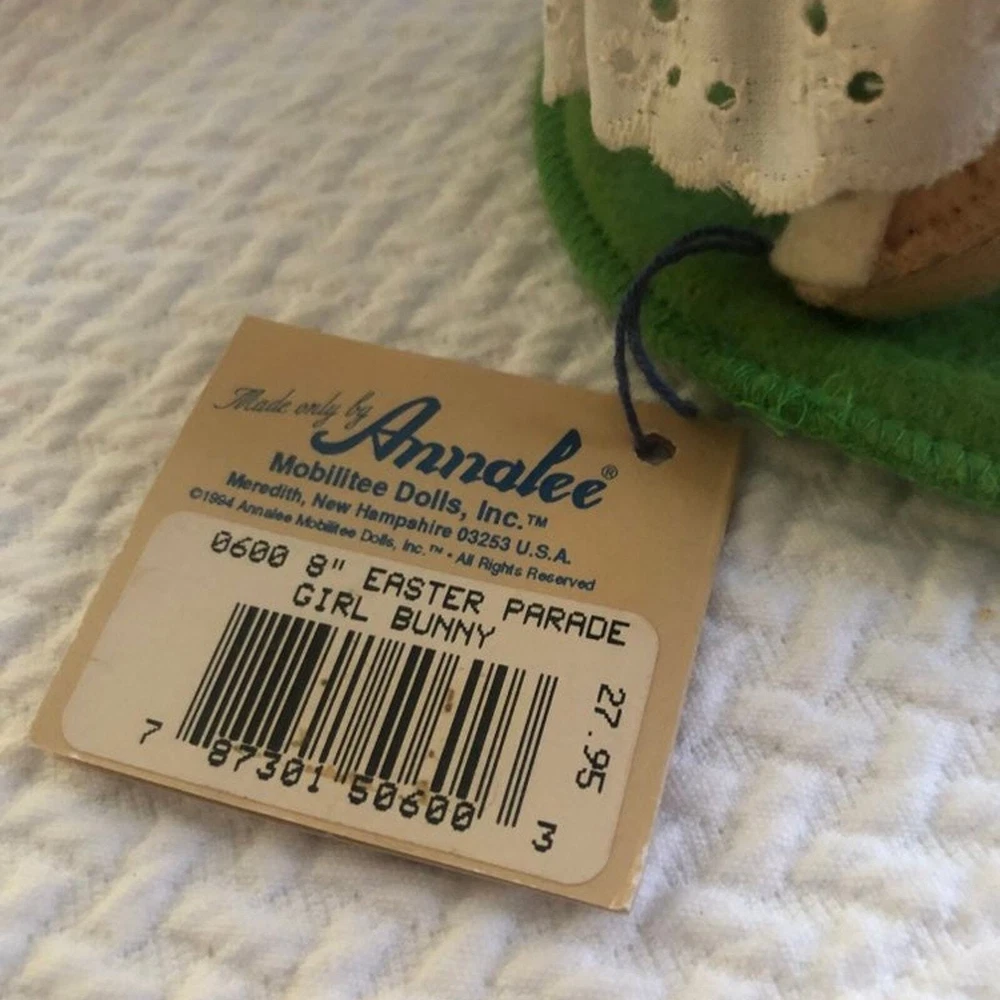 Made only by Annalee®
Mobilitee Dolls, Inc.™
Meredith, New Hampshire 03253 U.S.A.
©1994 Annalee Mobilitee Dolls, Inc.™ • All Rights Reserved
0600 8" EASTER PARADE
GIRL BUNNY
27.95
7 87301 50600 3